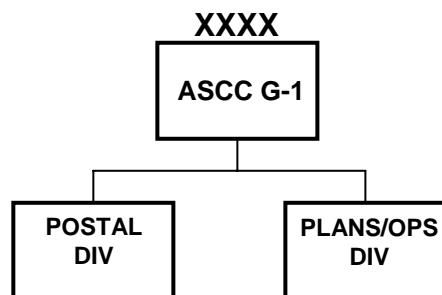 XXXX
ASCC G-1
POSTAL
DIV
PLANS/OPS
DIV